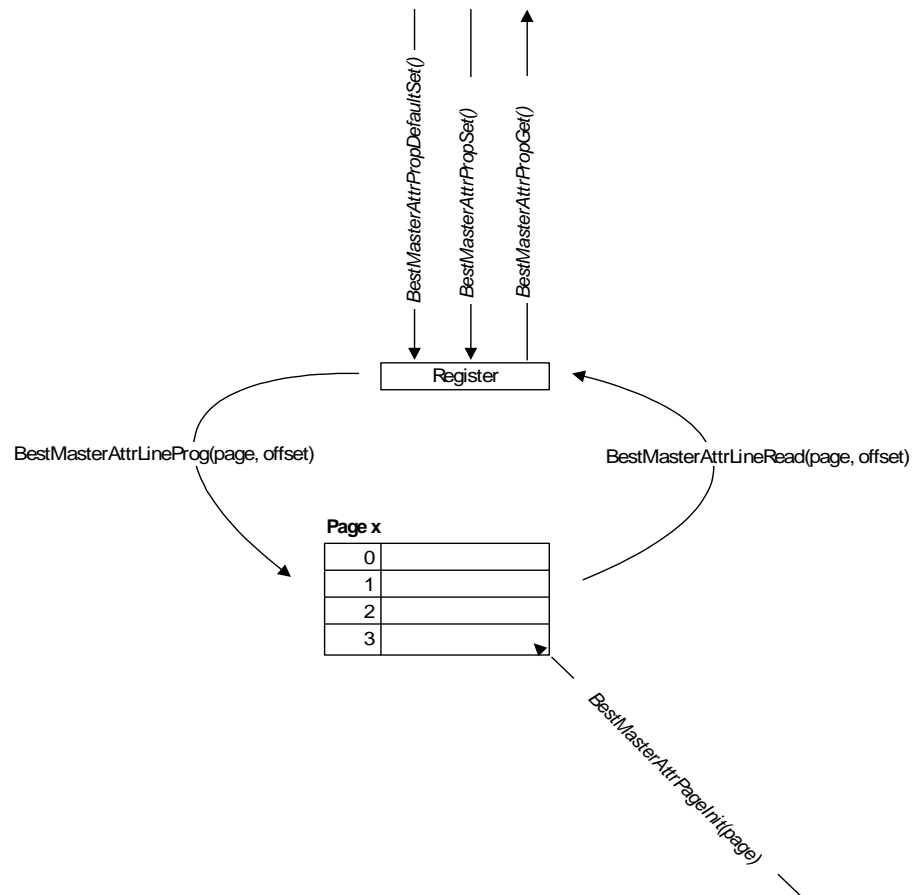 BestMasterAttrPropDefaultSet()
BestMasterAttrPropSet()
BestMasterAttrPropGet()
Register
BestMasterAttrLineProg(page, offset)
BestMasterAttrLineRead(page, offset)
Page x
0
1
2
3
BestMasterAttrPageInit(page)